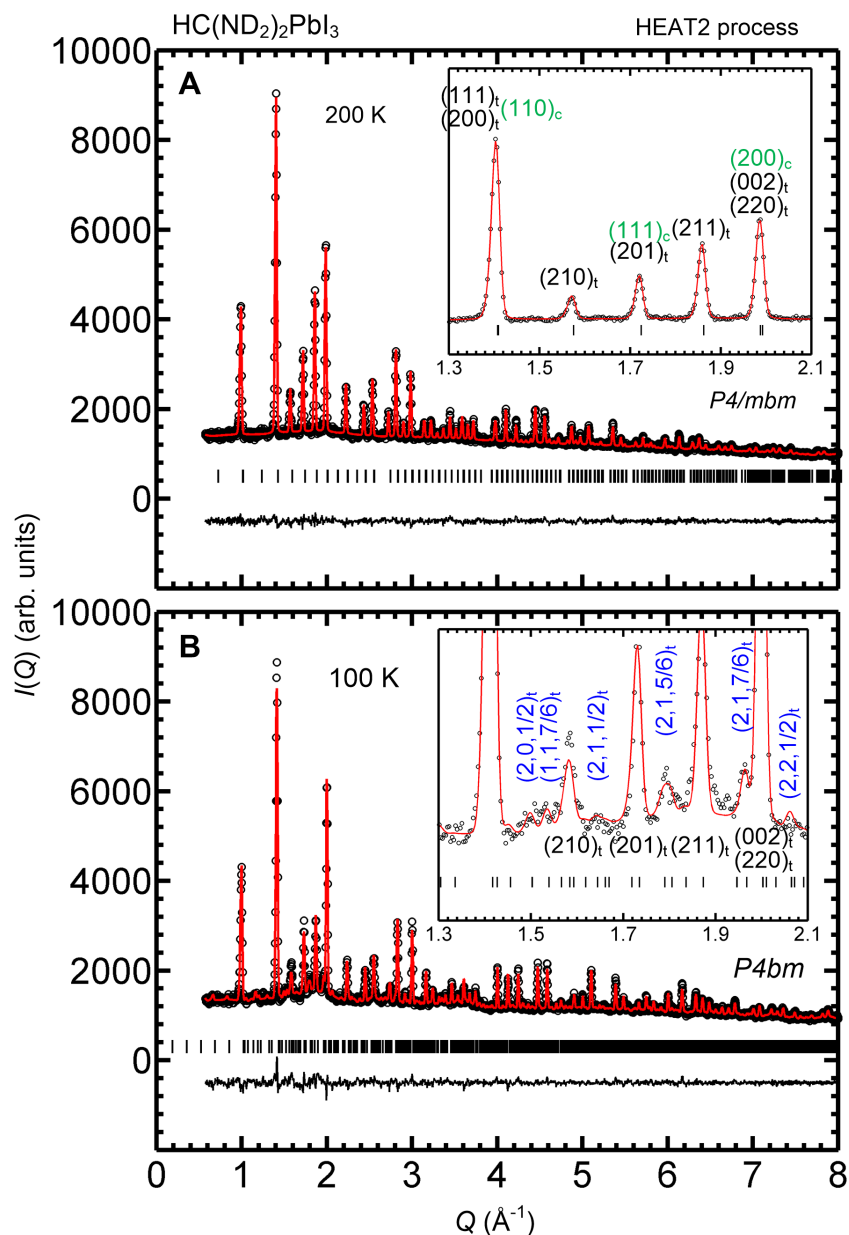 HC(ND2)2PbI3 HEAT2 process
10000
8000
6000
4000
2000
0
A
200 K
(111)t
(200)t
(110)c
(210)t
(111)c
(201)t
(211)t
(200)c
(002)t
(220)t
1.3 1.5 1.7 1.9 2.1
P4/mbm
I(Q) (arb. units)
10000
8000
6000
4000
2000
0
B
100 K
(2,0,1/2)t
(1,1,7/6)t
(2,1,1/2)t
(2,1,5/6)t
(2,1,7/6)t
(2,2,1/2)t
(210)t (201)t (211)t (002)t
(220)t
1.3 1.5 1.7 1.9 2.1
P4bm
0 1 2 3 4 5 6 7 8
Q (Å-1)